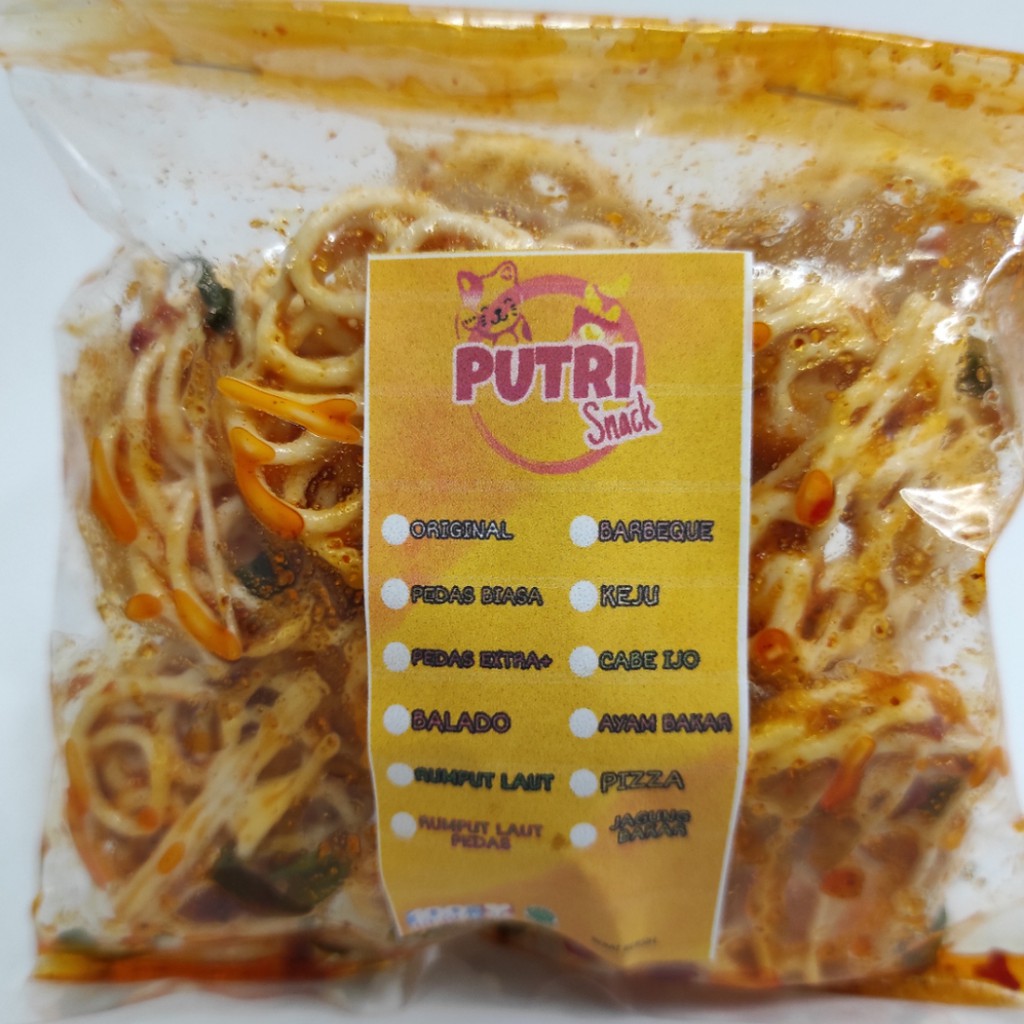 PUTRI
Snack
ORIGINAL
BARBEQUE
PEDAS BIASA
KEJU
PEDAS EXTRA+
CABE IJO
BALADO
AYAM BAKAR
RUMPUT LAUT
PIZZA
RUMPUT LAUT
PEDAS
JAGUNG
BAKAR